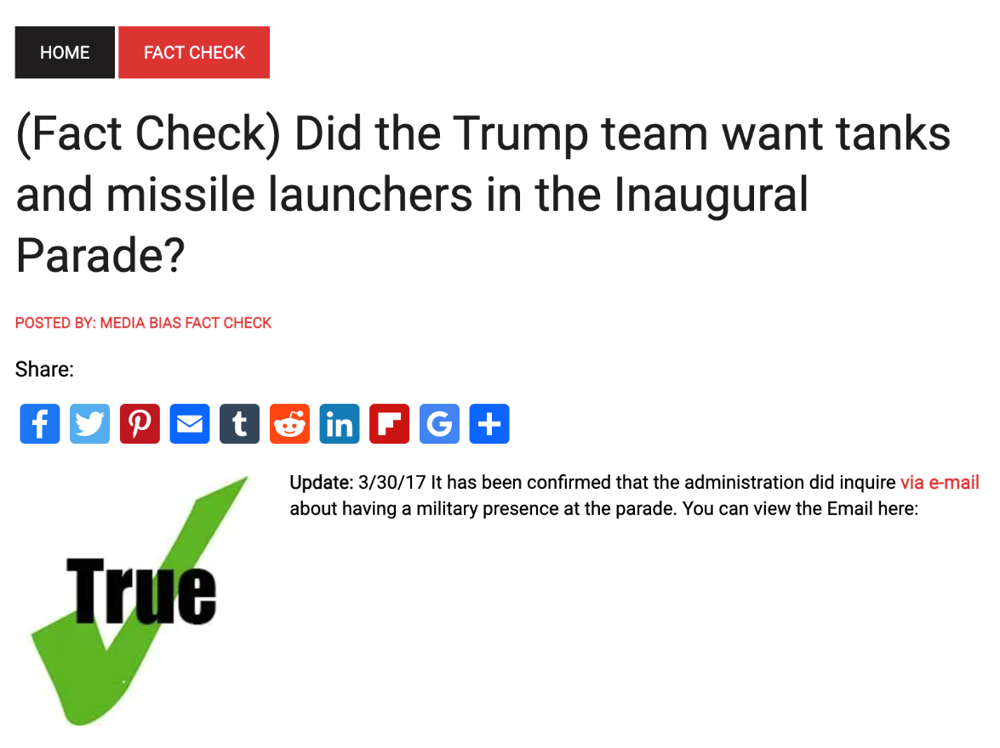 HOME
FACT CHECK
(Fact Check) Did the Trump team want tanks
and missile launchers in the Inaugural
Parade?
POSTED BY: MEDIA BIAS FACT CHECK
Share:
Update: 3/30/17 It has been confirmed that the administration did inquire via e-mail
about having a military presence at the parade. You can view the Email here:
True